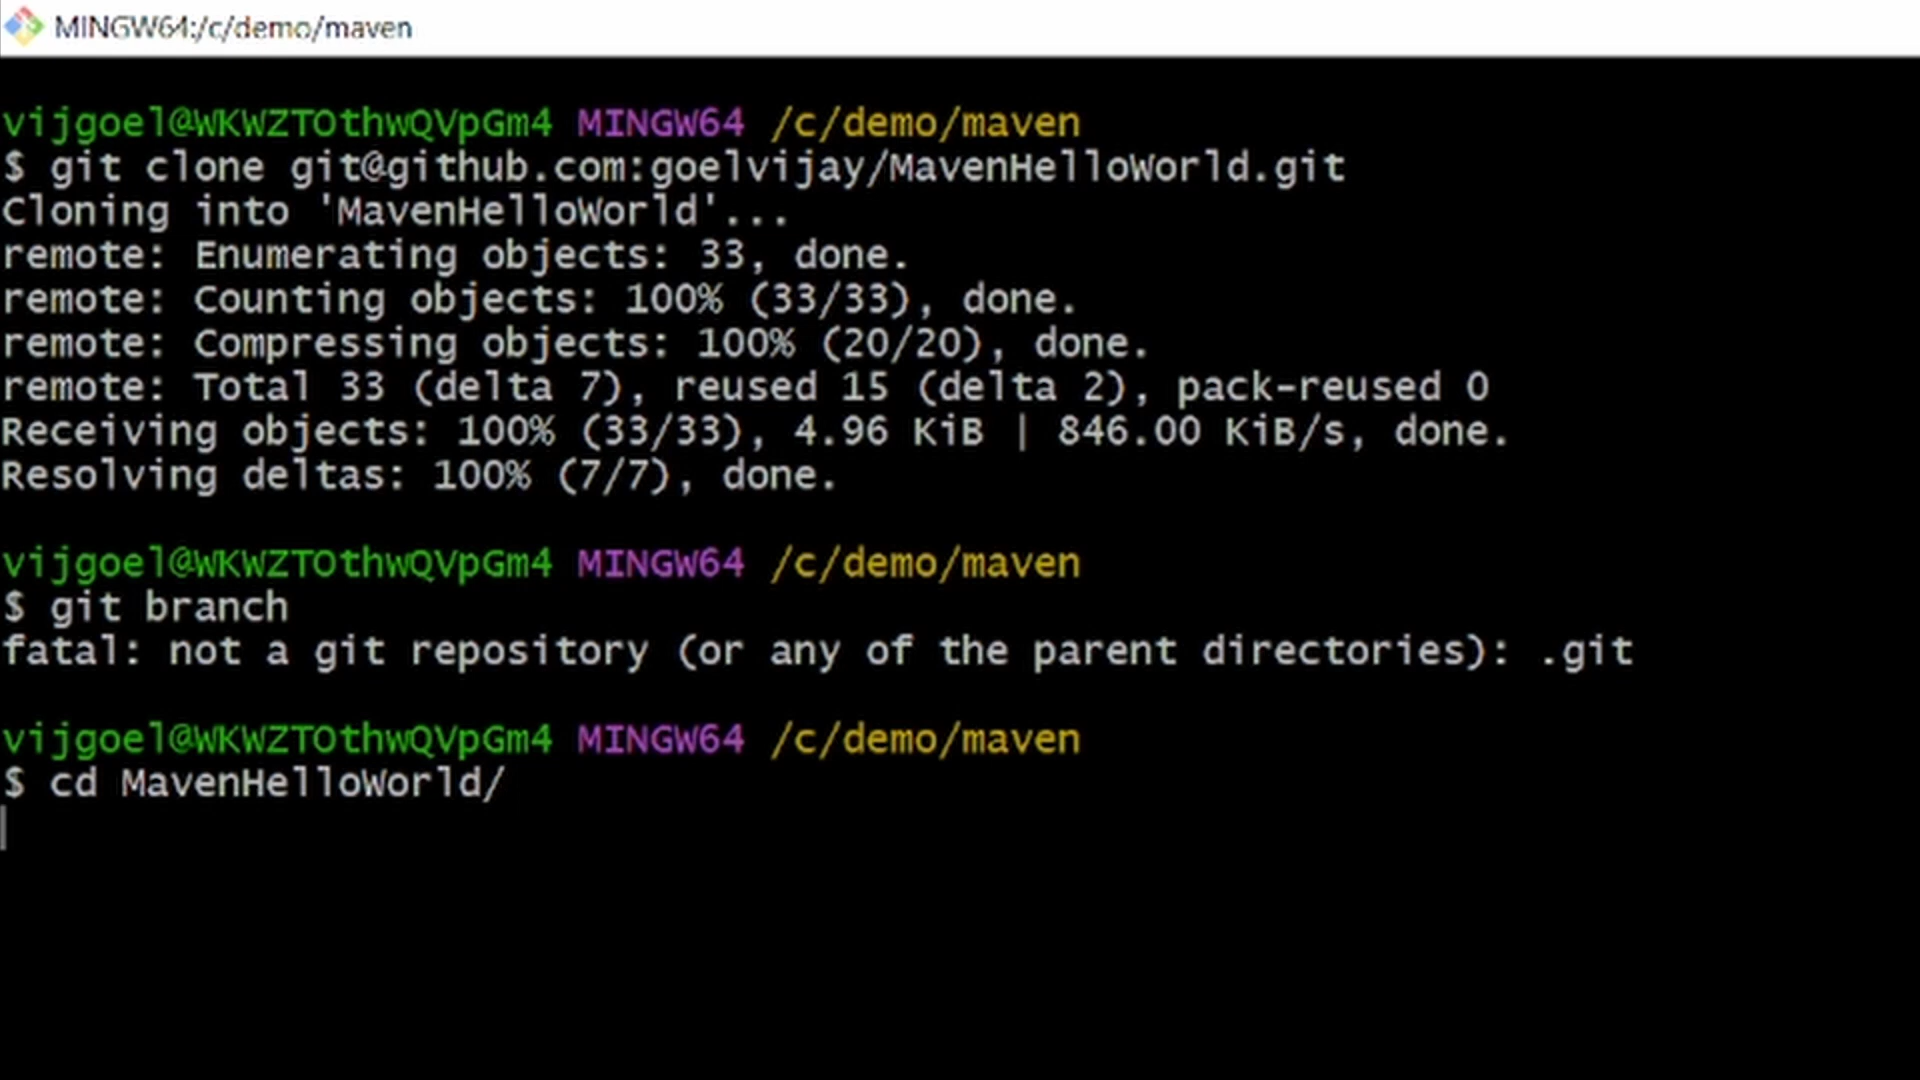 MINGW64:/c/demo/maven
vijgoel@WKWZTOthwQVpGm4 MINGW64 /c/demo/maven
$ git clone git@github.com:goelvijay/MavenHelloWorld.git
Cloning into 'MavenHelloWorld'...
remote: Enumerating objects: 33, done.
remote: Counting objects: 100% (33/33), done.
remote: Compressing objects: 100% (20/20), done.
remote: Total 33 (delta 7), reused 15 (delta 2), pack-reused 0
Receiving objects: 100% (33/33), 4.96 KiB | 846.00 KiB/s, done.
Resolving deltas: 100% (7/7), done.
vijgoel@WKWZTOthwQVpGm4 MINGW64 /c/demo/maven
$ git branch
fatal: not a git repository (or any of the parent directories): .git
vijgoel@WKWZTOthwQVpGm4 MINGW64 /c/demo/maven
$ cd MavenHelloWorld/